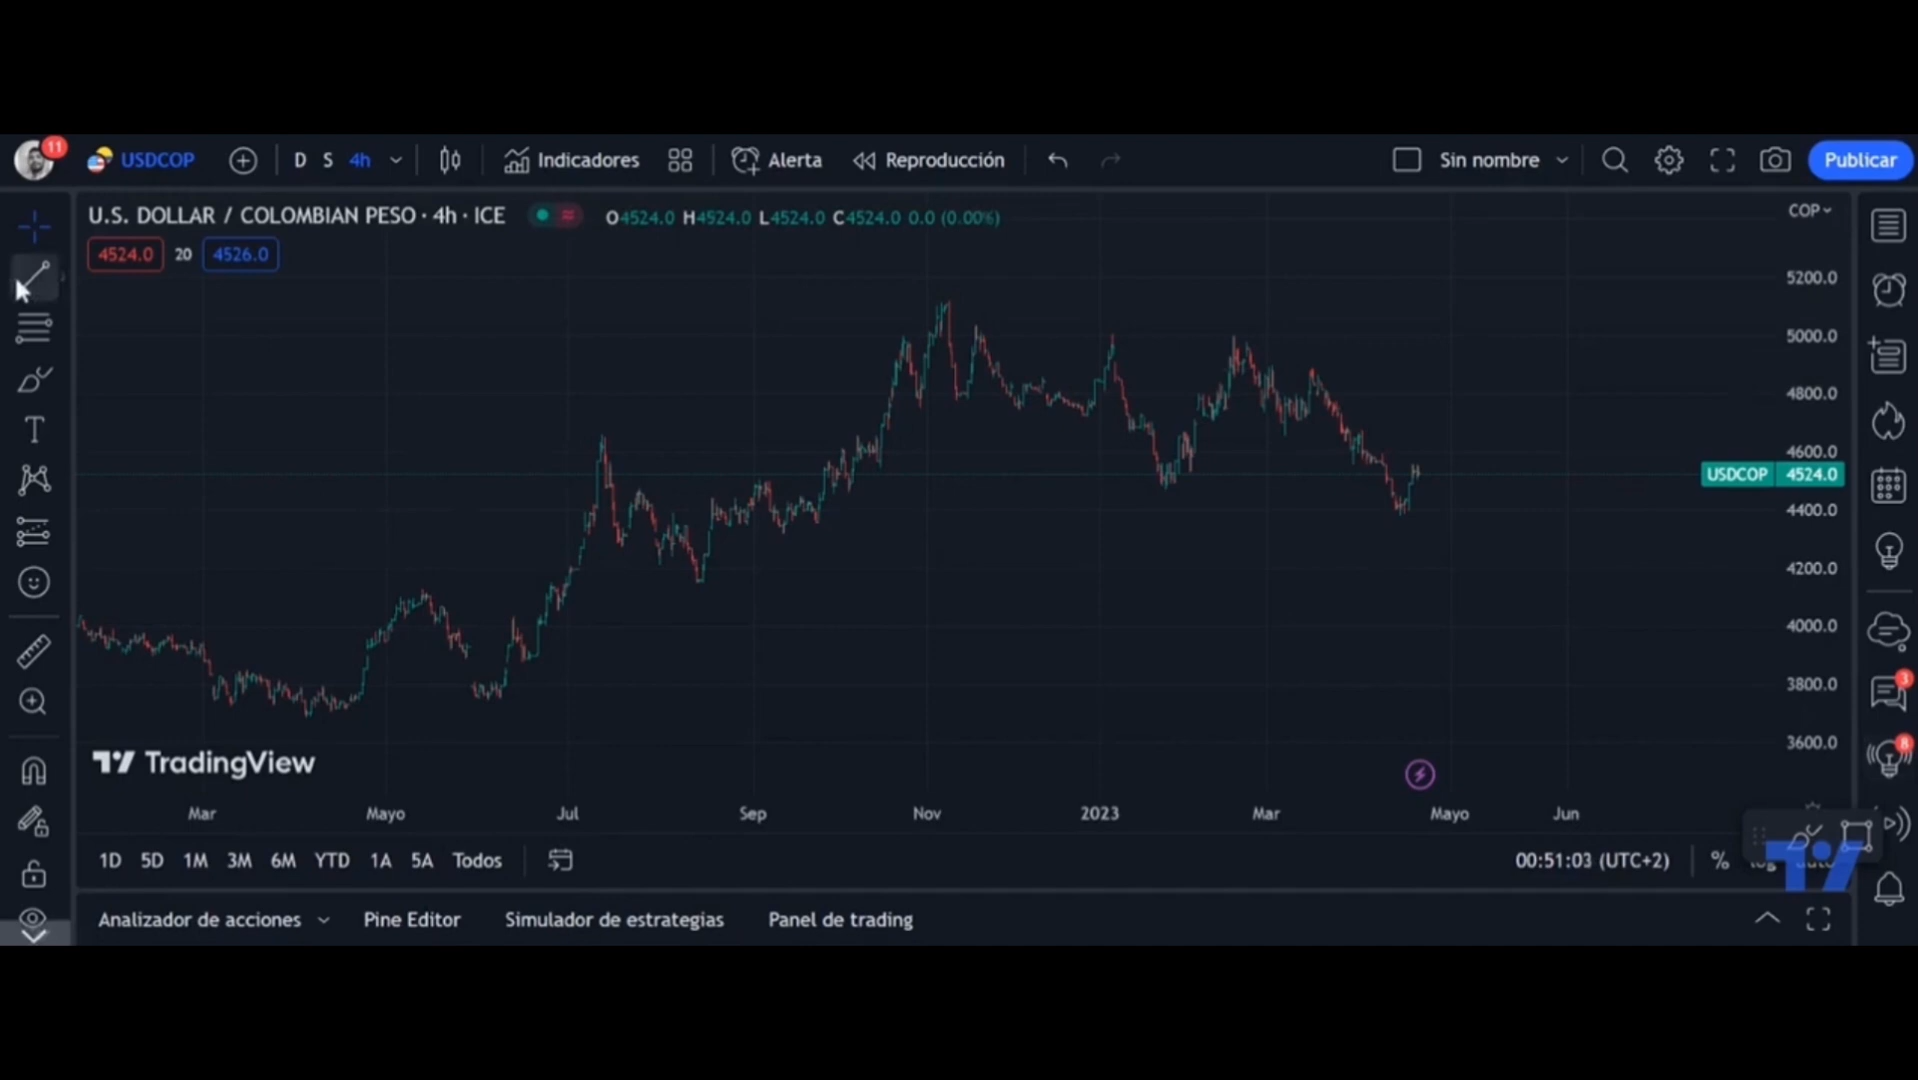 11
USDCOP
D S 4h
Indicadores
Alerta
Reproducción
Sin nombre
Publicar
U.S. DOLLAR / COLOMBIAN PESO · 4h · ICE
O4524.0 H4524.0 L4524.0 C4524.0 0.0 (0.00%)
COP
4524.0 20 4526.0
5200.0
5000.0
4800.0
4600.0
USDCOP 4524.0
4400.0
4200.0
4000.0
3800.0
3600.0
3
8
TradingView
Mar Mayo Jul Sep Nov 2023 Mar Mayo Jun
1D 5D 1M 3M 6M YTD 1A 5A Todos
00:51:03 (UTC+2) %
Analizador de acciones Pine Editor Simulador de estrategias Panel de trading